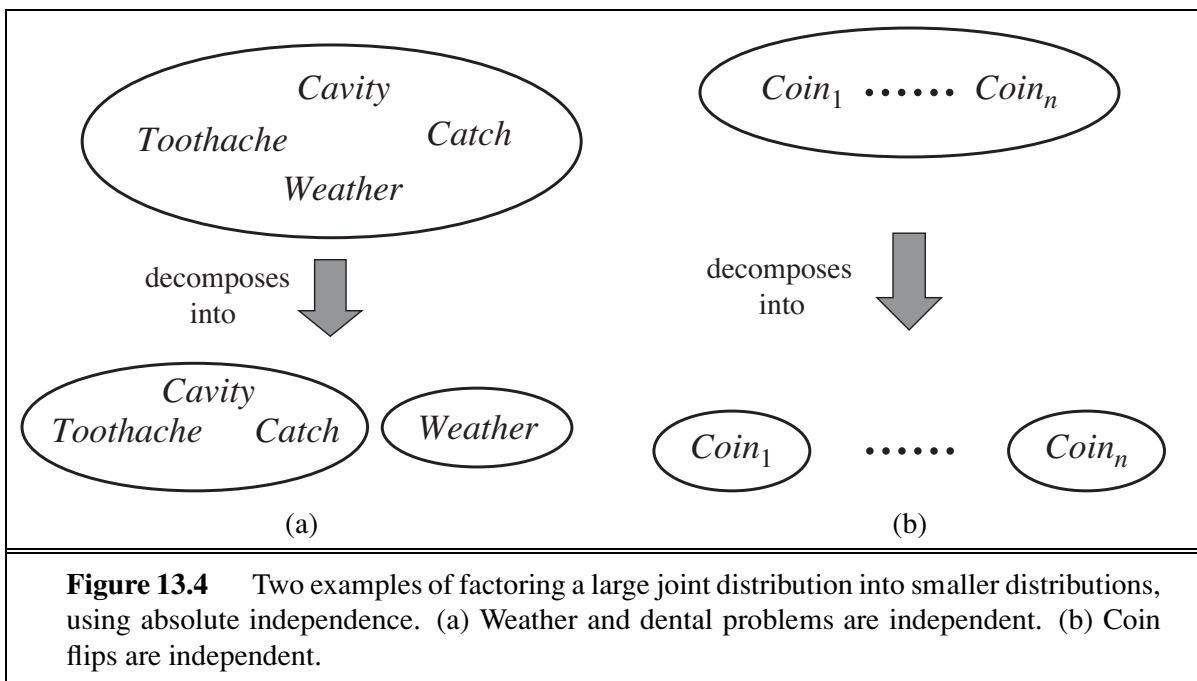 Cavity
Toothache Catch
Weather
decomposes
into
Cavity
Toothache Catch
Weather
(a)
Coin₁ •••••• Coinₙ
decomposes
into
Coin₁ •••••• Coinₙ
(b)
Figure 13.4 Two examples of factoring a large joint distribution into smaller distributions,
using absolute independence. (a) Weather and dental problems are independent. (b) Coin
flips are independent.